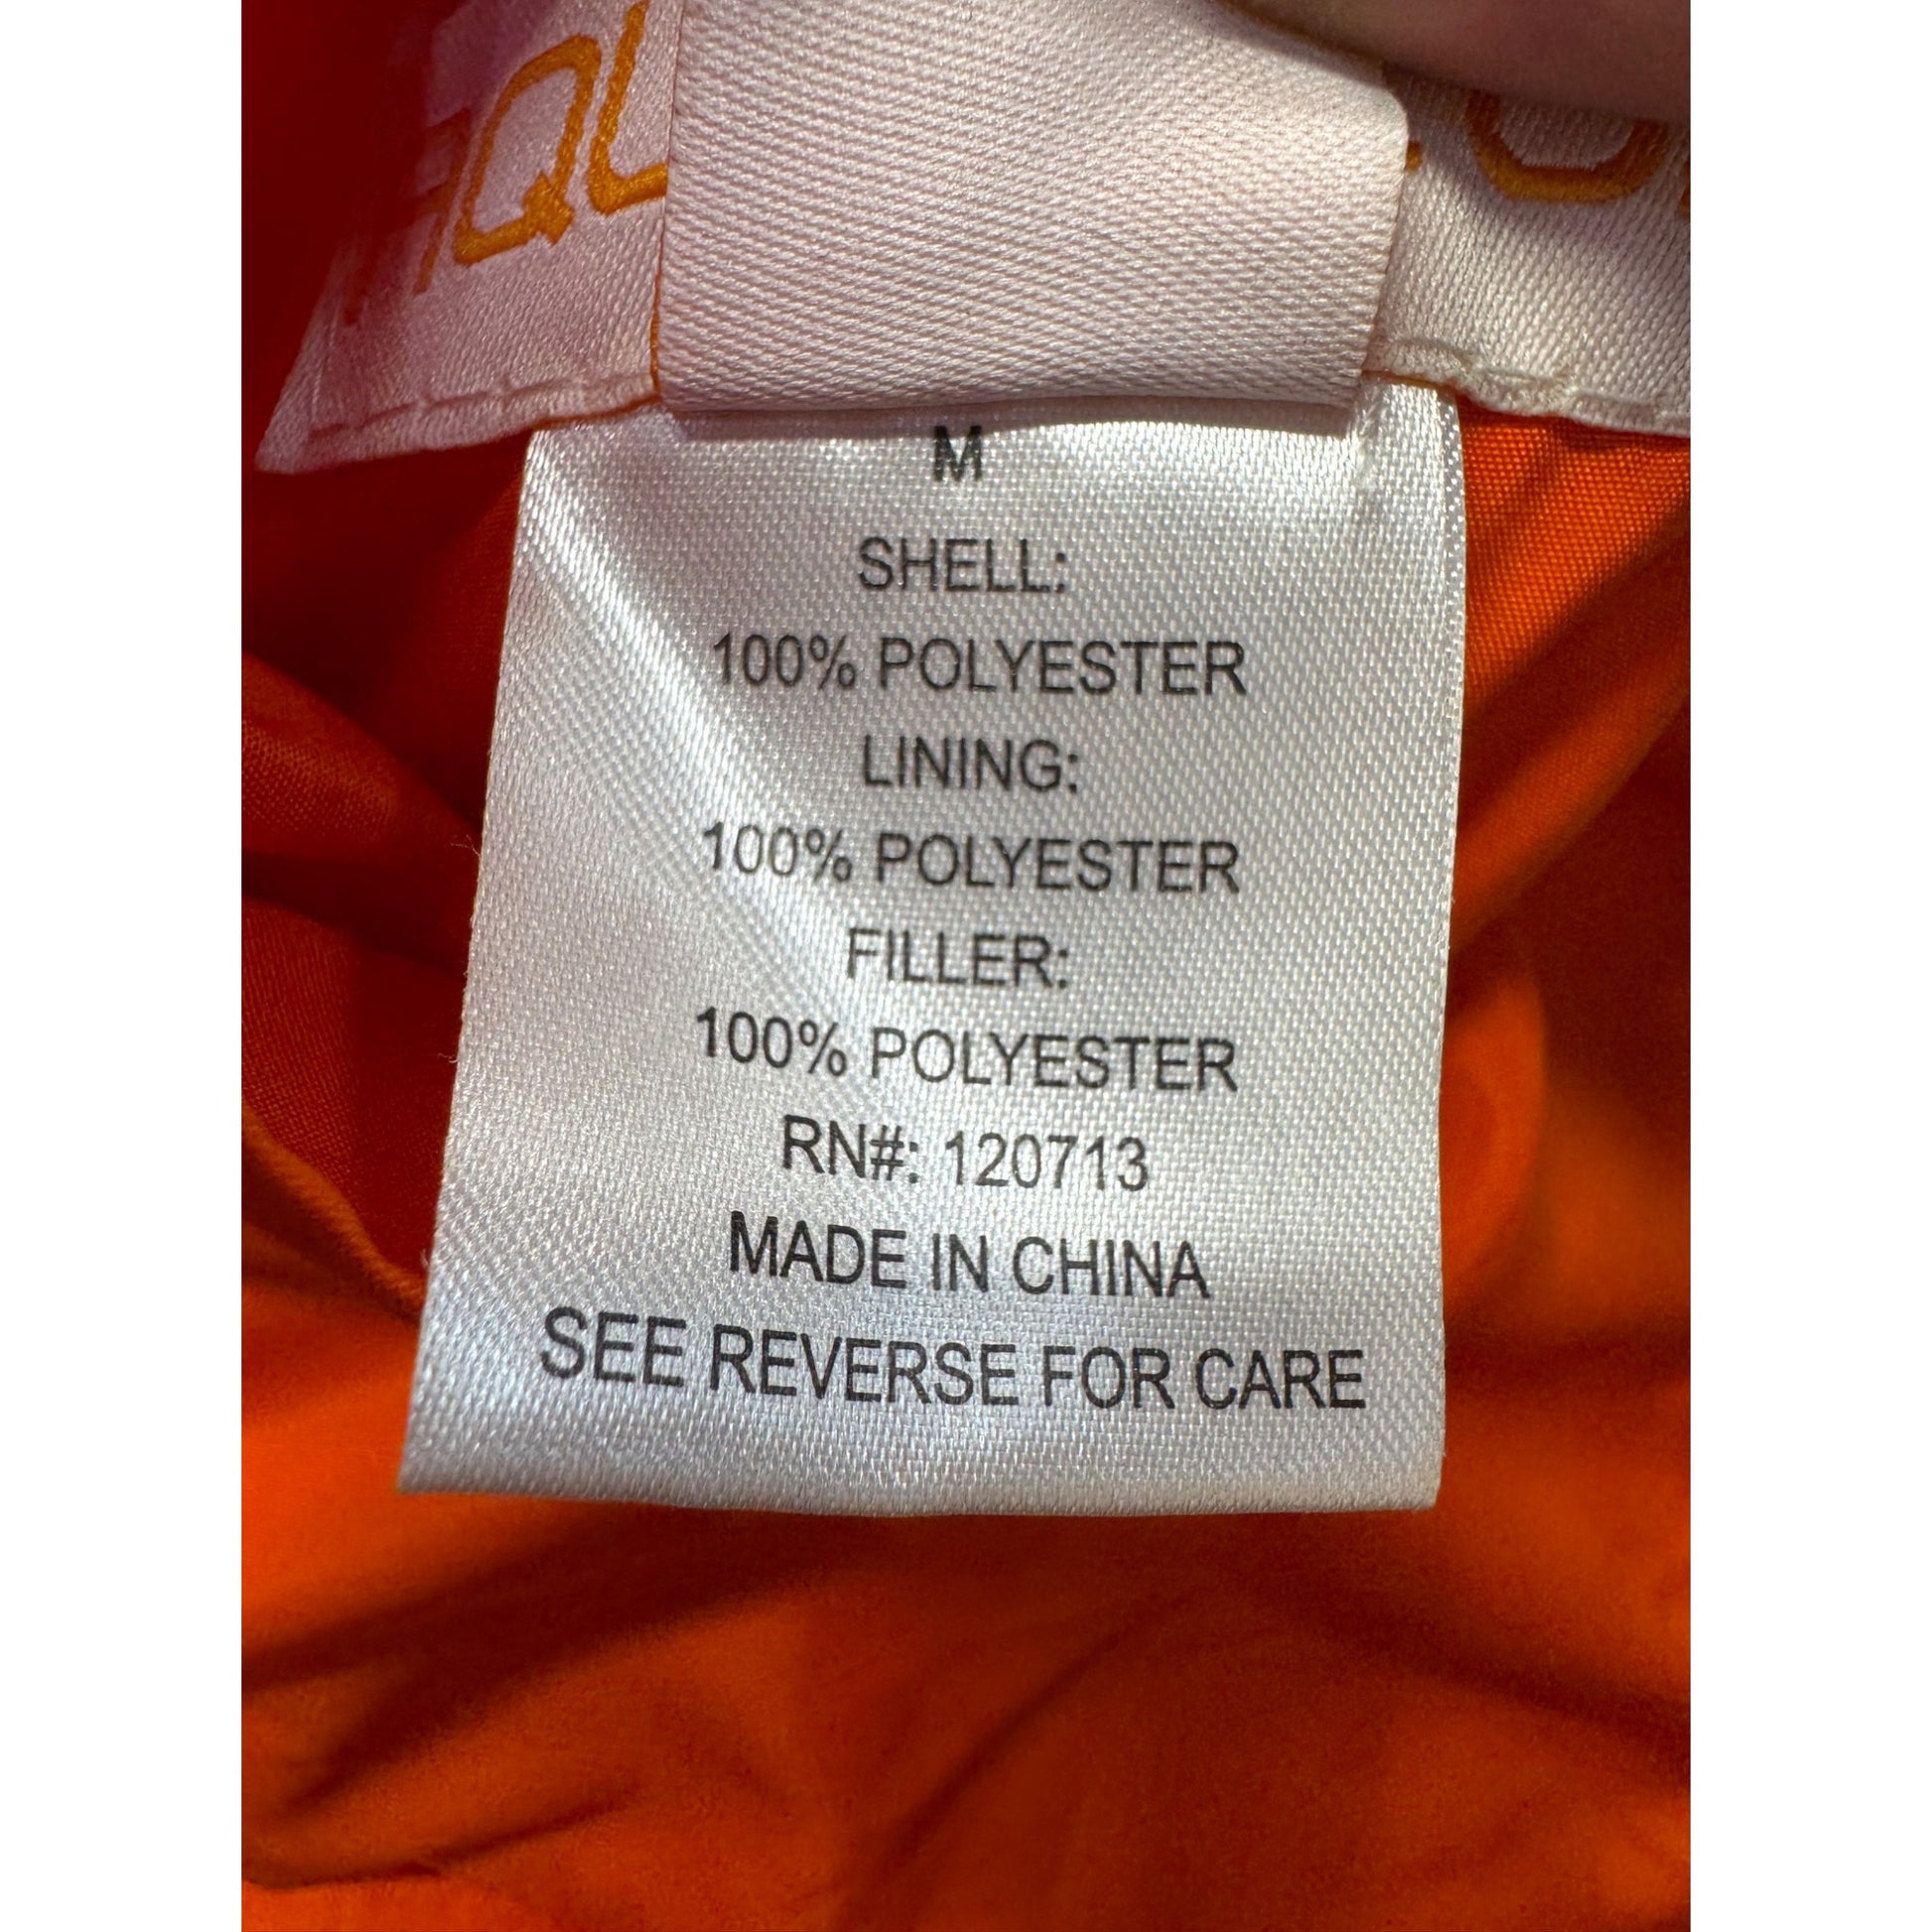 M
SHELL:
100% POLYESTER
LINING:
100% POLYESTER
FILLER:
100% POLYESTER
RN#: 120713
MADE IN CHINA
SEE REVERSE FOR CARE